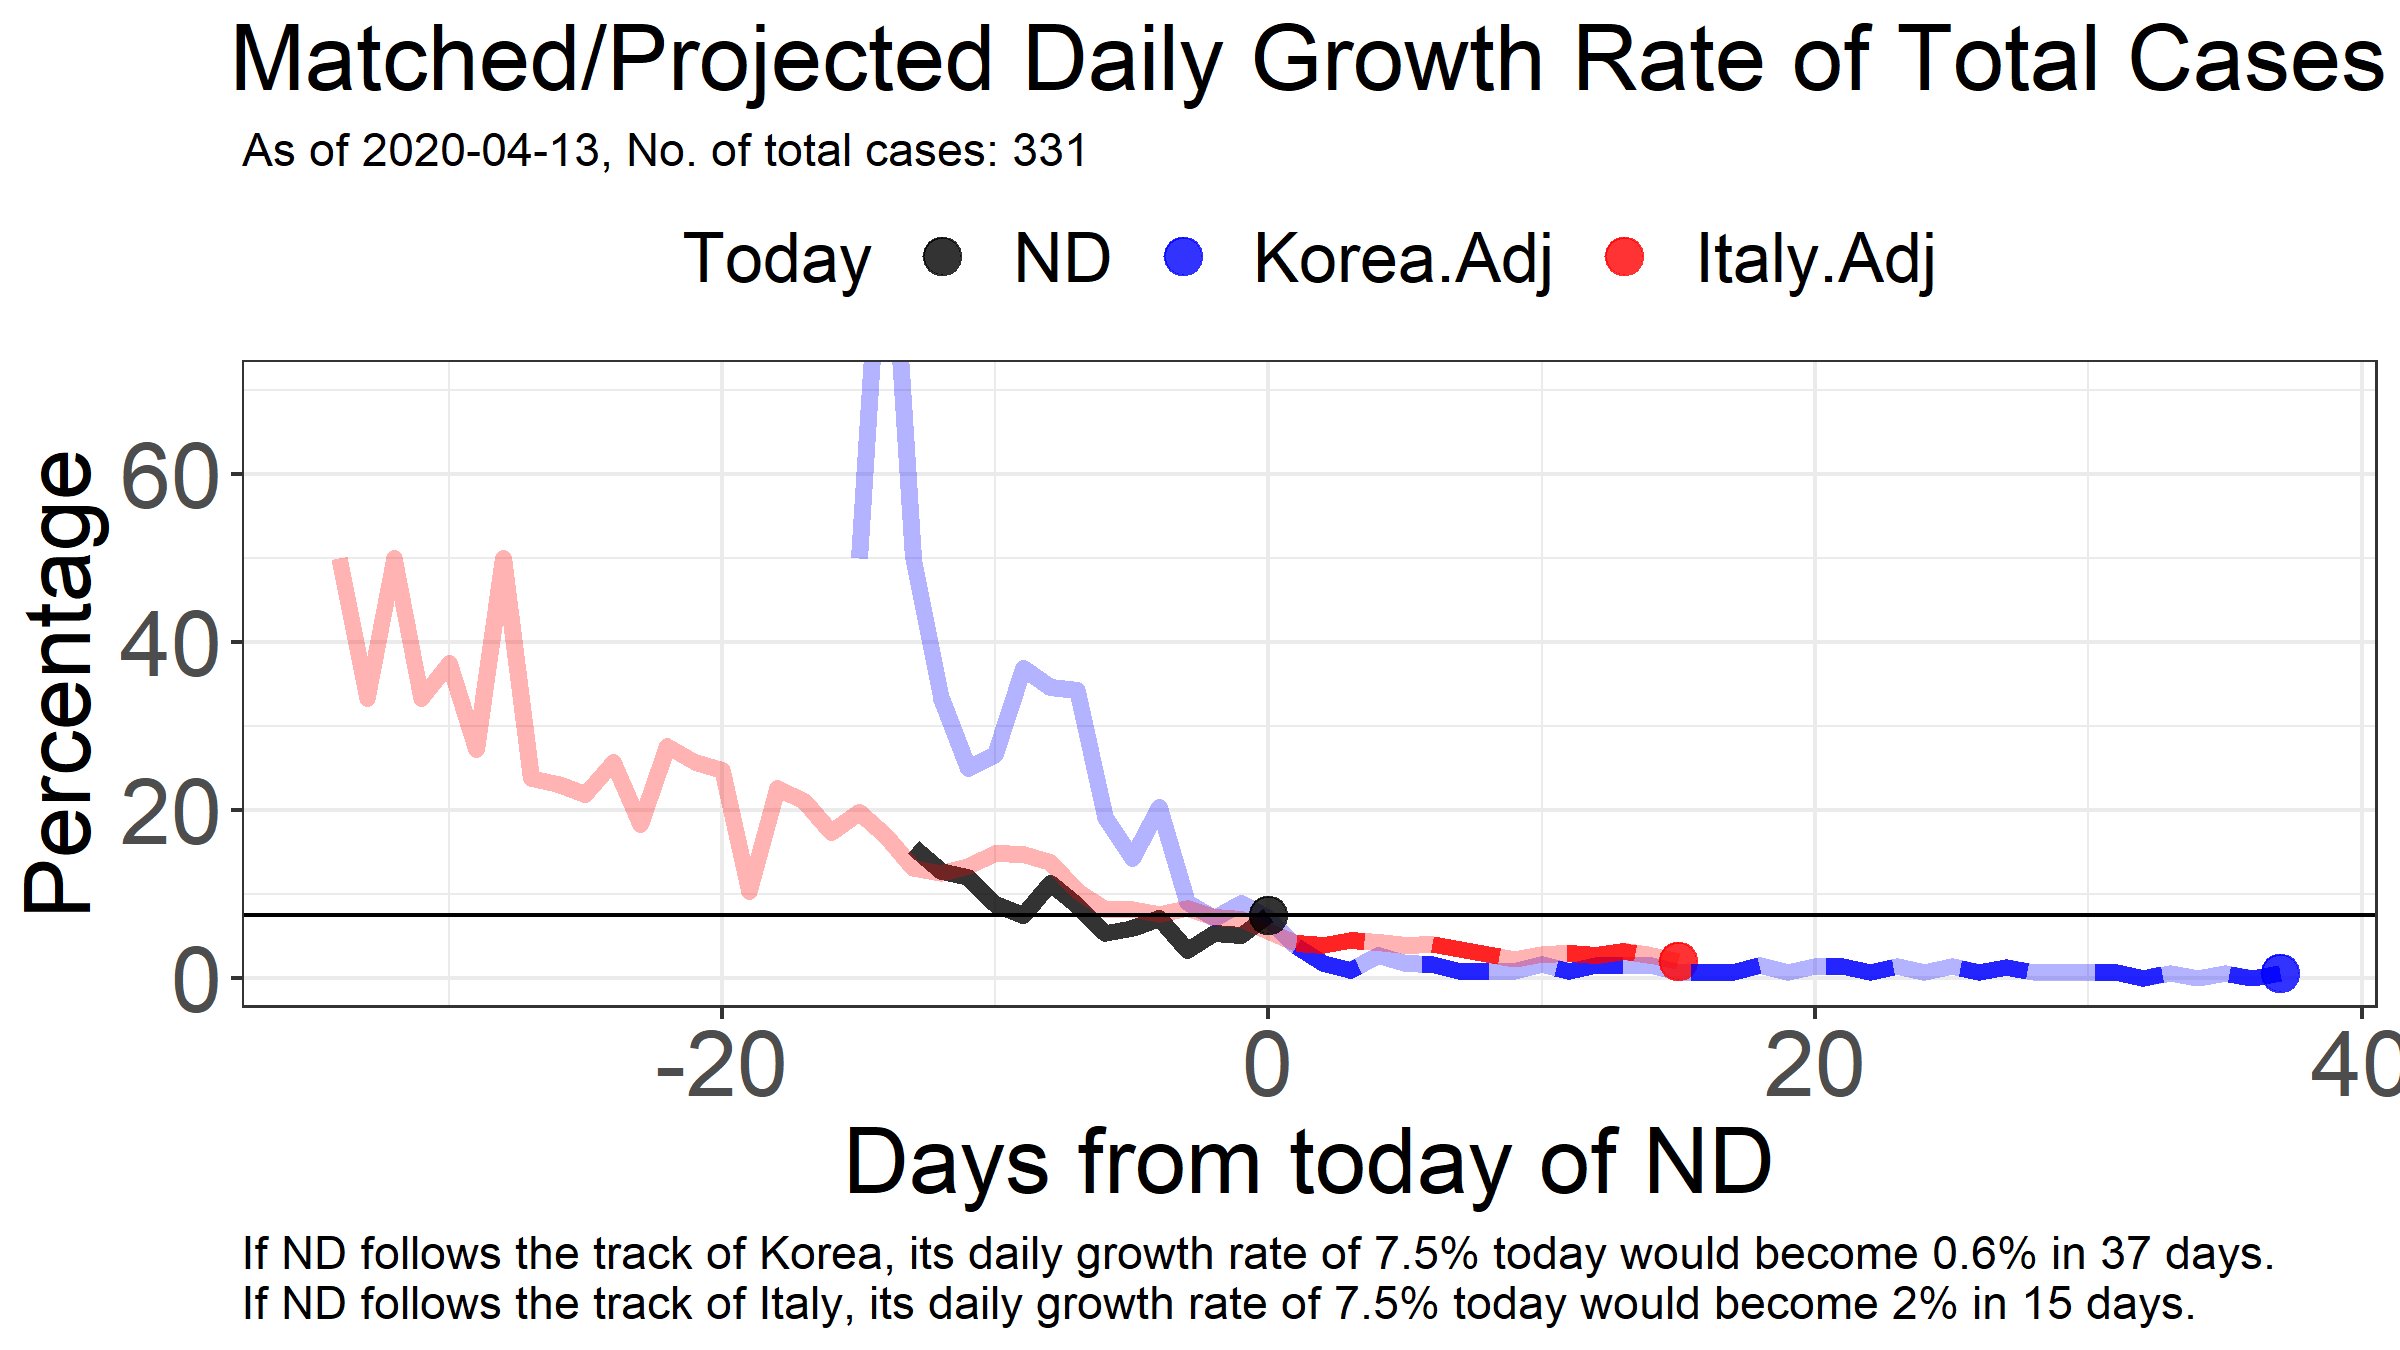 Matched/Projected Daily Growth Rate of Total Cases
As of 2020-04-13, No. of total cases: 331
Today ND Korea.Adj Italy.Adj
Percentage
60
40
20
0
-20 0 20 40
Days from today of ND
If ND follows the track of Korea, its daily growth rate of 7.5% today would become 0.6% in 37 days.
If ND follows the track of Italy, its daily growth rate of 7.5% today would become 2% in 15 days.